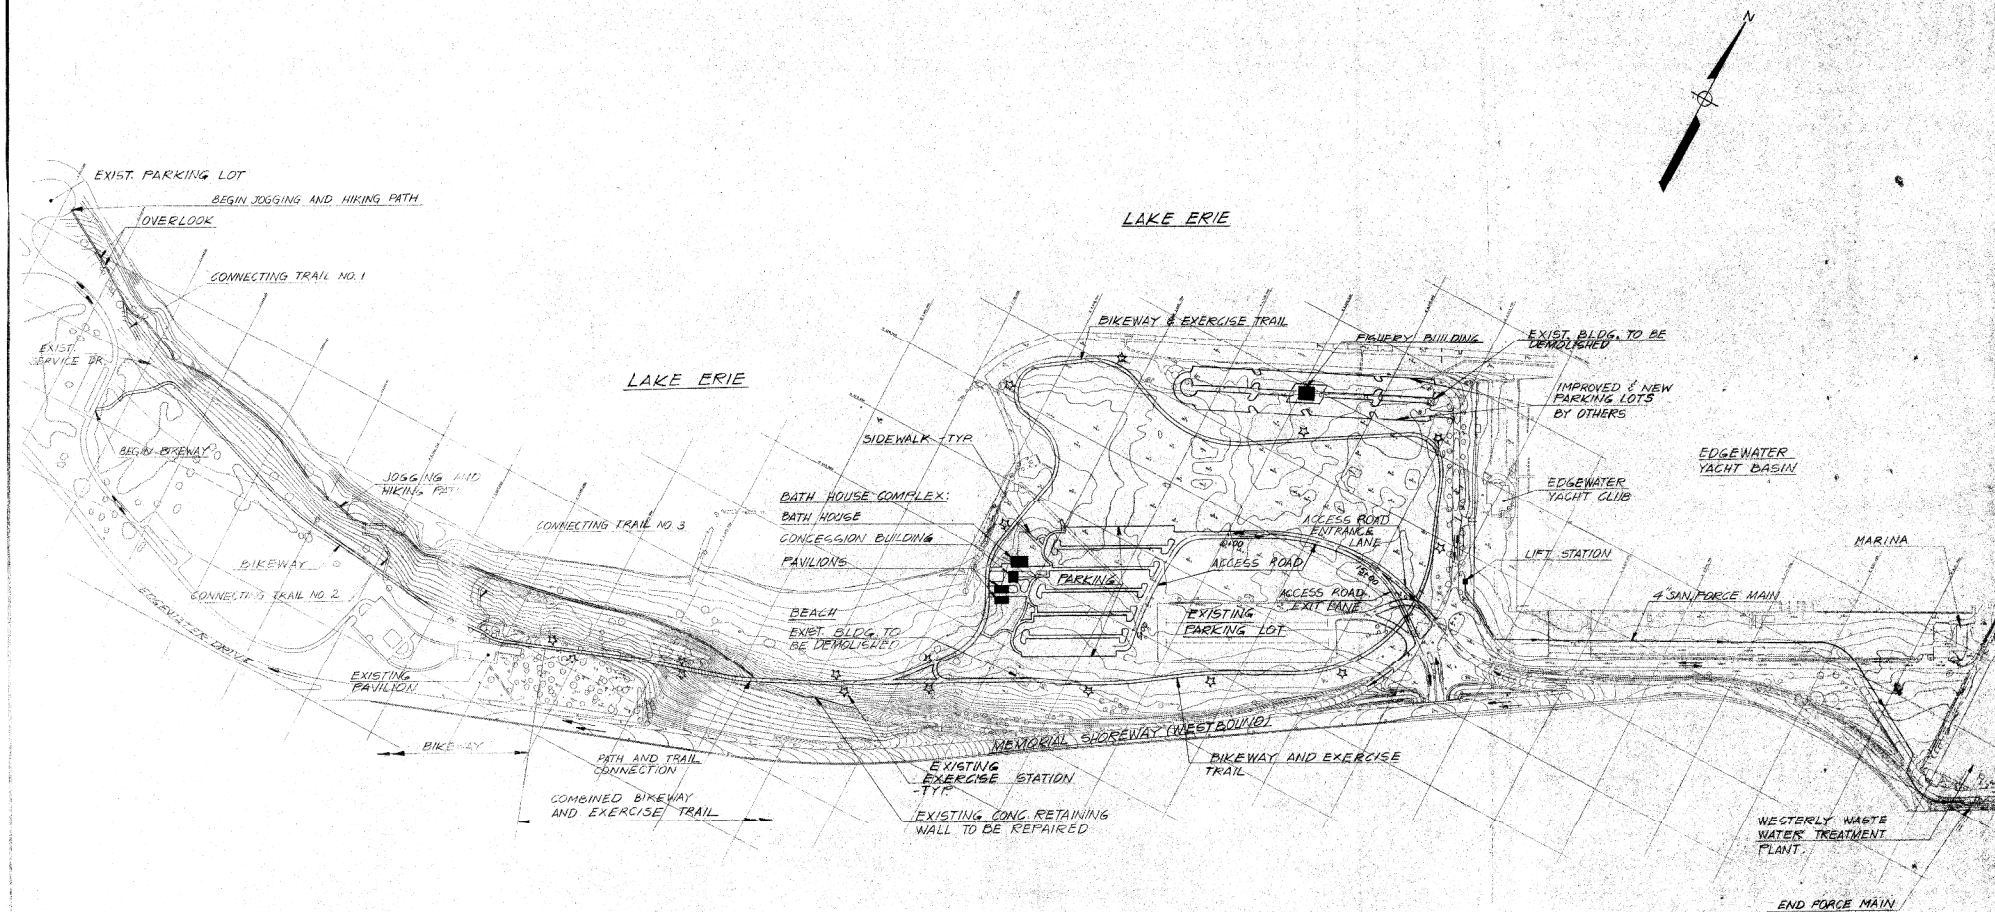 N
EXIST. PARKING LOT
BEGIN JOGGING AND HIKING PATH
OVERLOOK
CONNECTING TRAIL NO. 1
LAKE ERIE
LAKE ERIE
EXIST.
SERVICE DR.
BEGIN BIKEWAY
JOGGING AND
HIKING PATH
CONNECTING TRAIL NO. 3
BIKEWAY
CONNECTING TRAIL NO. 2
EDGEWATER DRIVE
EXISTING
PAVILION
BIKEWAY
PATH AND TRAIL
CONNECTION
COMBINED BIKEWAY
AND EXERCISE TRAIL
BIKEWAY & EXERCISE TRAIL
FISHERY BUILDING
EXIST. BLDG. TO BE
DEMOLISHED
IMPROVED & NEW
PARKING LOTS
BY OTHERS
SIDEWALK - TYP.
BATH HOUSE COMPLEX:
BATH HOUSE
CONCESSION BUILDING
PAVILIONS
BEACH
EXIST. BLDG. TO
BE DEMOLISHED
PARKING
ACCESS ROAD
ENTRANCE
LANE
ACCESS ROAD
ACCESS ROAD
EXIT LANE
EXISTING
PARKING LOT
EDGEWATER
YACHT CLUB
EDGEWATER
YACHT BASIN
LIFT STATION
MARINA
4" SAN. FORCE MAIN
MEMORIAL SHOREWAY (WESTBOUND)
EXISTING
EXERCISE STATION
- TYP.
EXISTING CONC. RETAINING
WALL TO BE REPAIRED
BIKEWAY AND EXERCISE
TRAIL
WESTERLY WASTE
WATER TREATMENT
PLANT.
END FORCE MAIN